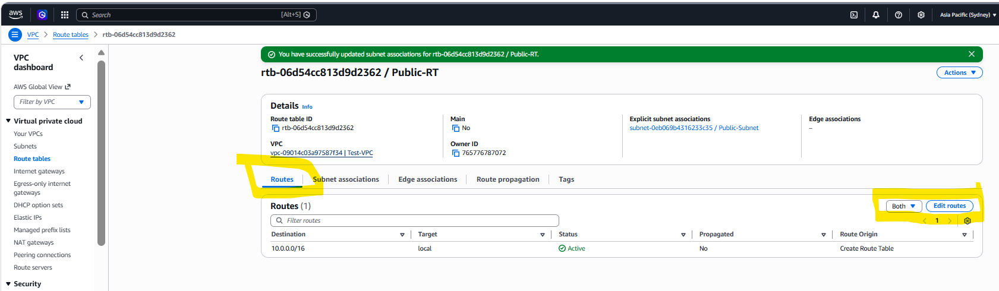 aws
Search [Alt+S]
Asia Pacific (Sydney)
VPC > Route tables > rtb-06d54cc813d9d2362
VPC dashboard
AWS Global View
Filter by VPC
Virtual private cloud
Your VPCs
Subnets
Route tables
Internet gateways
Egress-only internet
gateways
DHCP option sets
Elastic IPs
Managed prefix lists
NAT gateways
Peering connections
Route servers
Security
You have successfully updated subnet associations for rtb-06d54cc813d9d2362 / Public-RT.
rtb-06d54cc813d9d2362 / Public-RT
Actions
Details Info
Route table ID
rtb-06d54cc813d9d2362
Main
No
Explicit subnet associations
subnet-0eb069b4316233c35 / Public-Subnet
Edge associations
–
VPC
vpc-09014c03a97587f34 | Test-VPC
Owner ID
765776787072
Routes Subnet associations Edge associations Route propagation Tags
Routes (1)
Both Edit routes
Filter routes
1
Destination Target Status Propagated Route Origin
10.0.0.0/16 local Active No Create Route Table